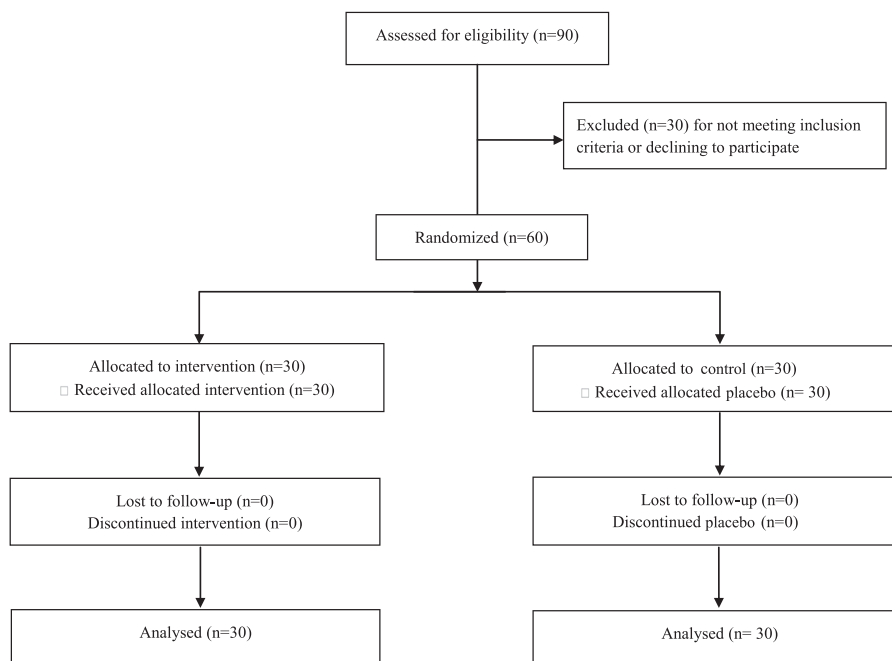 Assessed for eligibility (n=90)
Excluded (n=30) for not meeting inclusion
criteria or declining to participate
Randomized (n=60)
Allocated to intervention (n=30)
Received allocated intervention (n=30)
Allocated to control (n=30)
Received allocated placebo (n= 30)
Lost to follow-up (n=0)
Discontinued intervention (n=0)
Lost to follow-up (n=0)
Discontinued placebo (n=0)
Analysed (n=30)
Analysed (n= 30)